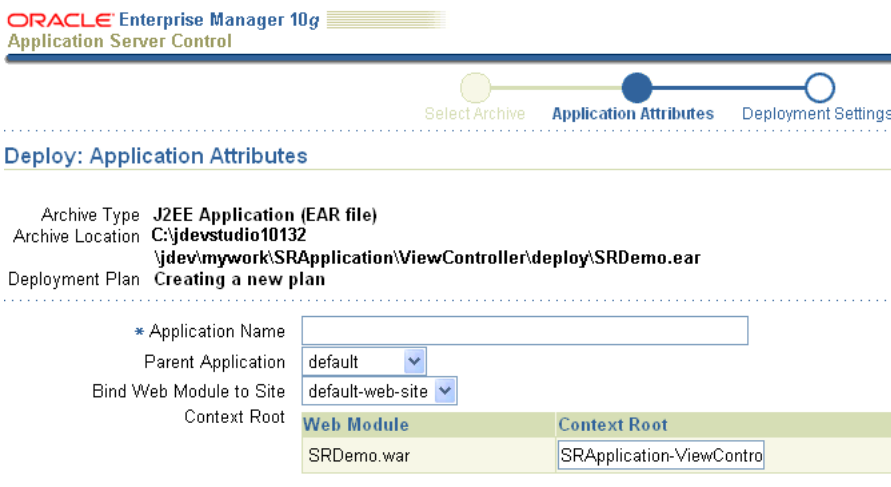 ORACLE Enterprise Manager 10g
Application Server Control
Select Archive Application Attributes Deployment Settings
Deploy: Application Attributes
Archive Type J2EE Application (EAR file)
Archive Location C:\jdevstudio10132
\jdev\mywork\SRApplication\ViewController\deploy\SRDemo.ear
Deployment Plan Creating a new plan
* Application Name
Parent Application default
Bind Web Module to Site default-web-site
Context Root Web Module Context Root
SRDemo.war SRApplication-ViewContro